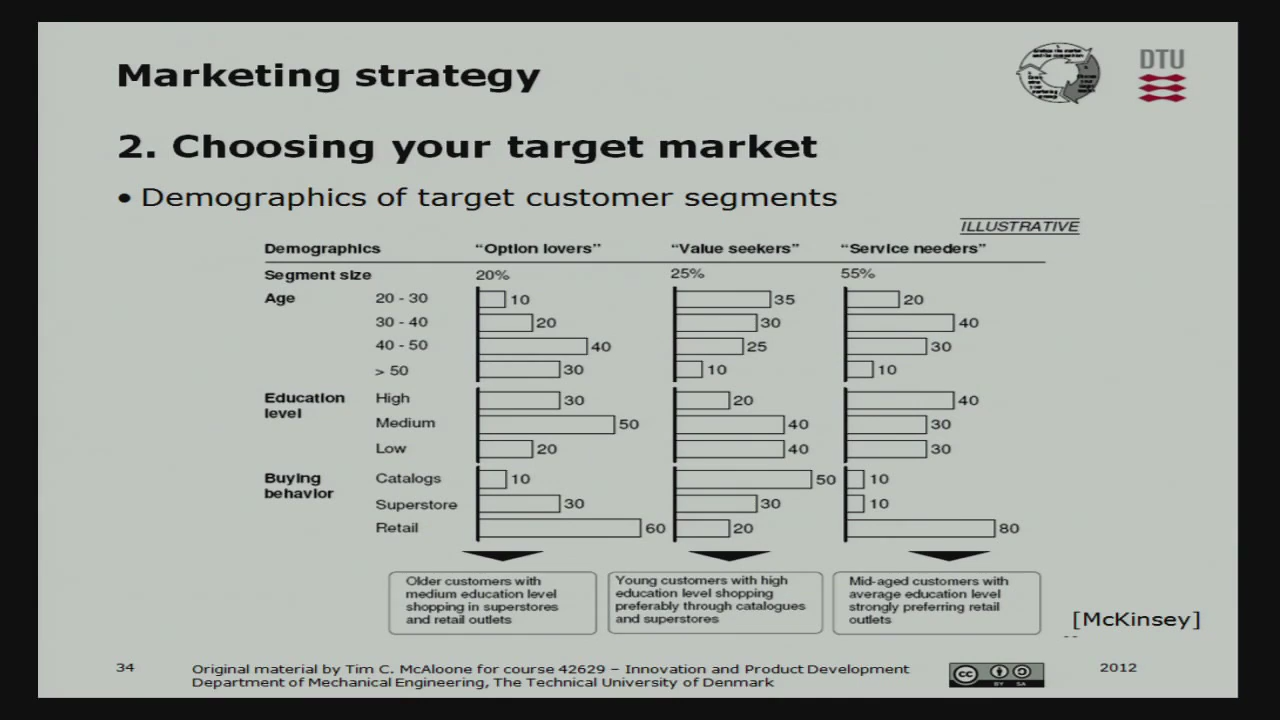 Marketing strategy
DTU
2. Choosing your target market
• Demographics of target customer segments
ILLUSTRATIVE
Demographics "Option lovers" "Value seekers" "Service needers"
Segment size 20% 25% 55%
Age 20 - 30 10 35 20
30 - 40 20 30 40
40 - 50 40 25 30
> 50 30 10 10
Education level High 30 20 40
Medium 50 40 30
Low 20 40 30
Buying behavior Catalogs 10 50 10
Superstore 30 30 10
Retail 60 20 80
Older customers with
medium education level
shopping in superstores
and retail outlets
Young customers with high
education level shopping
preferably through catalogues
and superstores
Mid-aged customers with
average education level
strongly preferring retail
outlets
[McKinsey]
34
Original material by Tim C. McAloone for course 42629 – Innovation and Product Development
Department of Mechanical Engineering, The Technical University of Denmark
cc
BY SA
2012